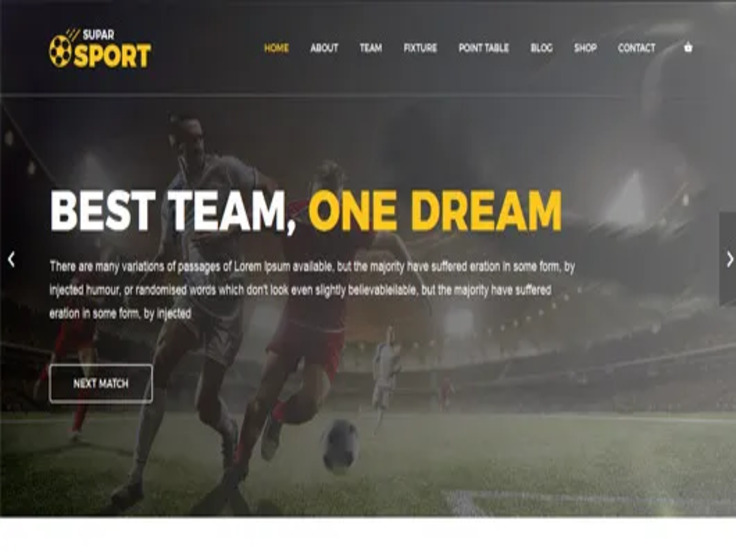 SUPAR
SPORT
HOME ABOUT TEAM FIXTURE POINT TABLE BLOG SHOP CONTACT
BEST TEAM, ONE DREAM
There are many variations of passages of Lorem Ipsum available, but the majority have suffered eration in some form, by
injected humour, or randomised words which don't look even slightly believableilable, but the majority have suffered
eration in some form, by injected
NEXT MATCH